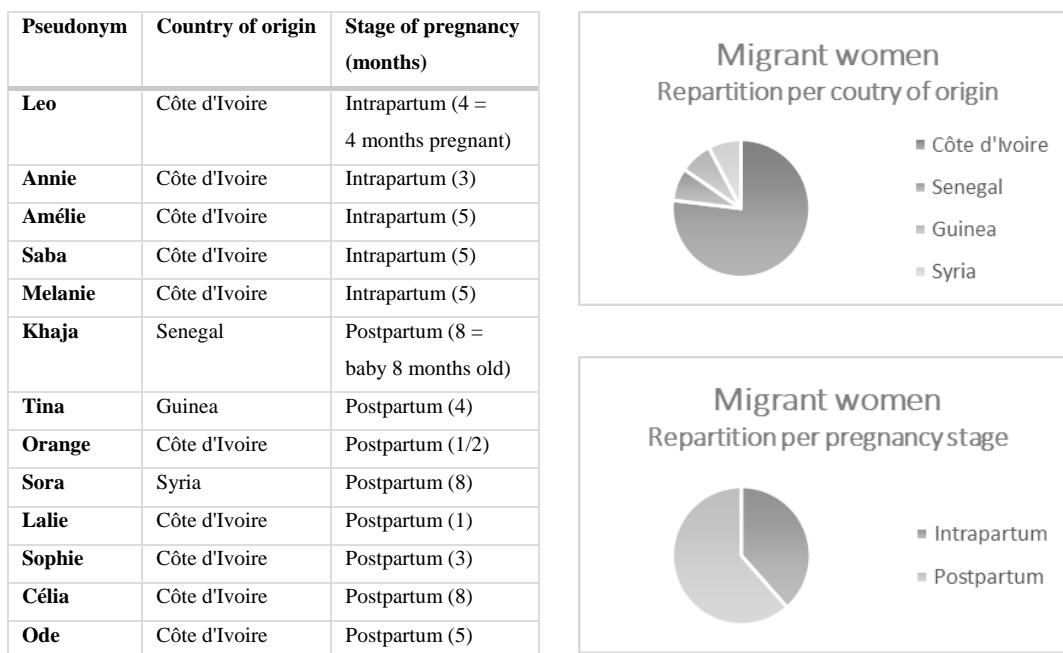 Pseudonym Country of origin Stage of pregnancy
(months)
Leo Côte d'Ivoire Intrapartum (4 =
4 months pregnant)
Annie Côte d'Ivoire Intrapartum (3)
Amélie Côte d'Ivoire Intrapartum (5)
Saba Côte d'Ivoire Intrapartum (5)
Melanie Côte d'Ivoire Intrapartum (5)
Khaja Senegal Postpartum (8 =
baby 8 months old)
Tina Guinea Postpartum (4)
Orange Côte d'Ivoire Postpartum (1/2)
Sora Syria Postpartum (8)
Lalie Côte d'Ivoire Postpartum (1)
Sophie Côte d'Ivoire Postpartum (3)
Célia Côte d'Ivoire Postpartum (8)
Ode Côte d'Ivoire Postpartum (5)
Migrant women
Repartition per coutry of origin
Côte d'Ivoire
Senegal
Guinea
Syria
Migrant women
Repartition per pregnancy stage
Intrapartum
Postpartum